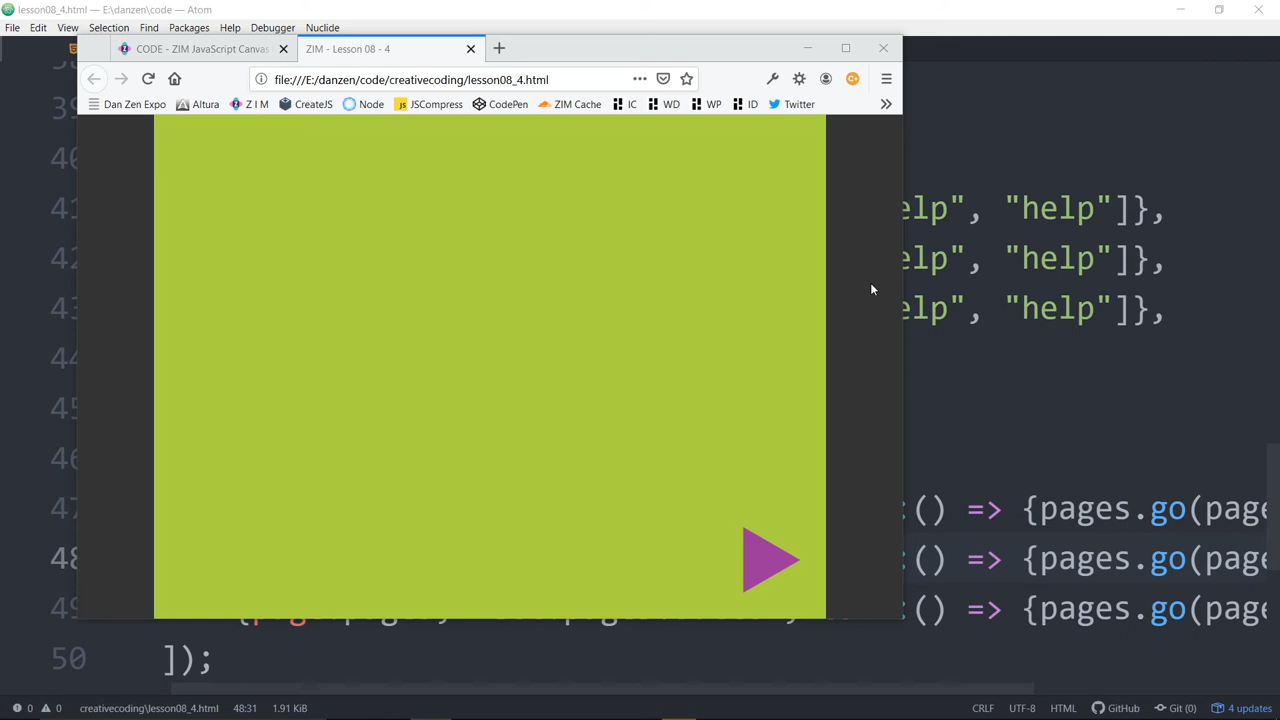 lesson08_4.html — E:\danzen\code — Atom
File Edit View Selection Find Packages Help Debugger Nuclide
CODE - ZIM JavaScript Canvas
ZIM - Lesson 08 - 4
file:///E:/danzen/code/creativecoding/lesson08_4.html
Dan Zen Expo Altura Z I M CreateJS Node JSCompress CodePen ZIM Cache IC WD WP ID Twitter
39
40
41 elp", "help"]},
42 elp", "help"]},
43 elp", "help"]},
44
45
46
47 :() => {pages.go(page
48 :() => {pages.go(page
49 :() => {pages.go(page
50 ]);
0 0 creativecoding\lesson08_4.html 48:31 1.91 KiB CRLF UTF-8 HTML GitHub Git (0) 4 updates